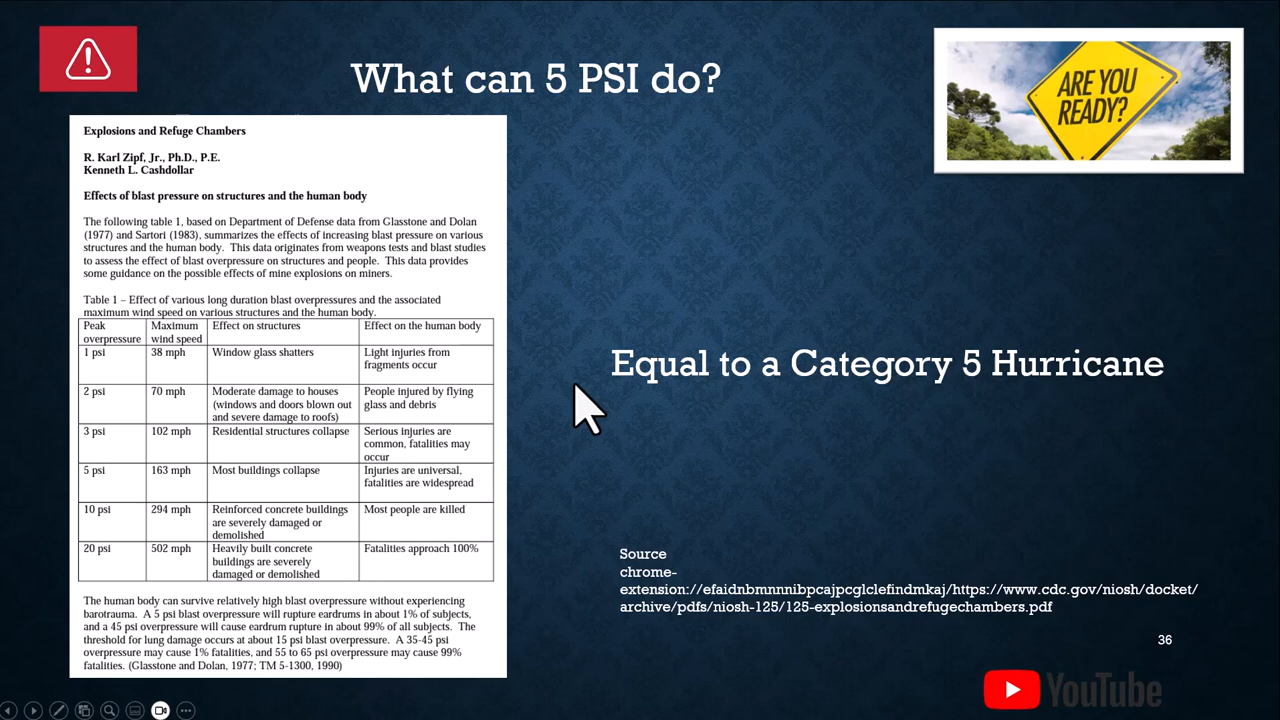 What can 5 PSI do?
ARE YOU
READY?
Explosions and Refuge Chambers
R. Karl Zipf, Jr., Ph.D., P.E.
Kenneth L. Cashdollar
Effects of blast pressure on structures and the human body
The following table 1, based on Department of Defense data from Glasstone and Dolan
(1977) and Sartori (1983), summarizes the effects of increasing blast pressure on various
structures and the human body. This data originates from weapons tests and blast studies
to assess the effect of blast overpressure on structures and people. This data provides
some guidance on the possible effects of mine explosions on miners.
Table 1 – Effect of various long duration blast overpressures and the associated
maximum wind speed on various structures and the human body.
Peak Maximum Effect on structures Effect on the human body
overpressure wind speed
1 psi 38 mph Window glass shatters Light injuries from
fragments occur
2 psi 70 mph Moderate damage to houses People injured by flying
(windows and doors blown out glass and debris
and severe damage to roofs)
3 psi 102 mph Residential structures collapse Serious injuries are
common, fatalities may
occur
5 psi 163 mph Most buildings collapse Injuries are universal,
fatalities are widespread
10 psi 294 mph Reinforced concrete buildings Most people are killed
are severely damaged or
demolished
20 psi 502 mph Heavily built concrete Fatalities approach 100%
buildings are severely
damaged or demolished
The human body can survive relatively high blast overpressure without experiencing
barotrauma. A 5 psi blast overpressure will rupture eardrums in about 1% of subjects,
and a 45 psi overpressure will cause eardrum rupture in about 99% of all subjects. The
threshold for lung damage occurs at about 15 psi blast overpressure. A 35-45 psi
overpressure may cause 1% fatalities, and 55 to 65 psi overpressure may cause 99%
fatalities. (Glasstone and Dolan, 1977; TM 5-1300, 1990)
Equal to a Category 5 Hurricane
Source
chrome-
extension://efaidnbmnnnibpcajpcglclefindmkaj/https://www.cdc.gov/niosh/docket/
archive/pdfs/niosh-125/125-explosionsandrefugechambers.pdf
36
YouTube